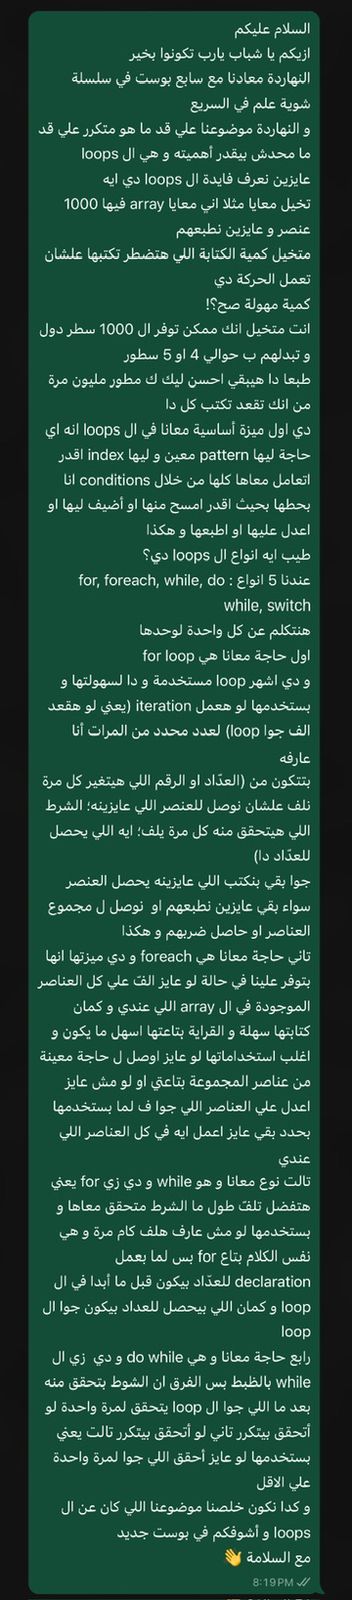 السلام عليكم
ازيكم يا شباب يارب تكونوا بخير
النهاردة معادنا مع سابع بوست في سلسلة
شوية علم في السريع
و النهاردة موضوعنا علي قد ما هو متكرر علي قد
ما محدش بيقدر أهميته و هي ال loops
عايزين نعرف فايدة ال loops دي ايه
تخيل معايا مثلا اني معايا array فيها 1000
عنصر و عايزين نطبعهم
متخيل كمية الكتابة اللي هتضطر تكتبها علشان
تعمل الحركة دي
كمية مهولة صح؟!
انت متخيل انك ممكن توفر ال 1000 سطر دول
و تبدلهم ب حوالي 4 او 5 سطور
طبعا دا هيبقي احسن ليك ك مطور مليون مرة
من انك تقعد تكتب كل دا
دي اول ميزة أساسية معانا في ال loops انه اي
حاجة ليها pattern معين و ليها index اقدر
اتعامل معاها كلها من خلال conditions انا
بحطها بحيث اقدر امسح منها او أضيف ليها او
اعدل عليها او اطبعها و هكذا
طيب ايه انواع ال loops دي؟
عندنا 5 انواع : for, foreach, while, do
while, switch
هنتكلم عن كل واحدة لوحدها
اول حاجة معانا هي for loop
و دي اشهر loop مستخدمة و دا لسهولتها و
بستخدمها لو هعمل iteration (يعني لو هقعد
الف جوا loop) لعدد محدد من المرات أنا
عارفه
بتتكون من (العدّاد او الرقم اللي هيتغير كل مرة
نلف علشان نوصل للعنصر اللي عايزينه؛ الشرط
اللي هيتحقق منه كل مرة يلف؛ ايه اللي يحصل
للعدّاد دا)
جوا بقي بنكتب اللي عايزينه يحصل العنصر
سواء بقي عايزين نطبعهم او نوصل ل مجموع
العناصر او حاصل ضربهم و هكذا
تاني حاجة معانا هي foreach و دي ميزتها انها
بتوفر علينا في حالة لو عايز الفّ علي كل العناصر
الموجودة في ال array اللي عندي و كمان
كتابتها سهلة و القراية بتاعتها اسهل ما يكون و
اغلب استخداماتها لو عايز اوصل ل حاجة معينة
من عناصر المجموعة بتاعتي او لو مش عايز
اعدل علي العناصر اللي جوا ف لما بستخدمها
بحدد بقي عايز اعمل ايه في كل العناصر اللي
عندي
تالت نوع معانا و هو while و دي زي for يعني
هتفضل تلفّ طول ما الشرط متحقق معاها و
بستخدمها لو مش عارف هلف كام مرة و هي
نفس الكلام بتاع for بس لما بعمل
declaration للعدّاد بيكون قبل ما أبدا في ال
loop و كمان اللي بيحصل للعداد بيكون جوا ال
loop
رابع حاجة معانا و هي do while و دي زي ال
while بالظبط بس الفرق ان الشوط بتحقق منه
بعد ما اللي جوا ال loop يتحقق لمرة واحدة لو
أتحقق بيتكرر تاني لو أتحقق بيتكرر تالت يعني
بستخدمها لو عايز أحقق اللي جوا لمرة واحدة
علي الاقل
و كدا نكون خلصنا موضوعنا اللي كان عن ال
loops و أشوفكم في بوست جديد
مع السلامة 👋
8:19 PM